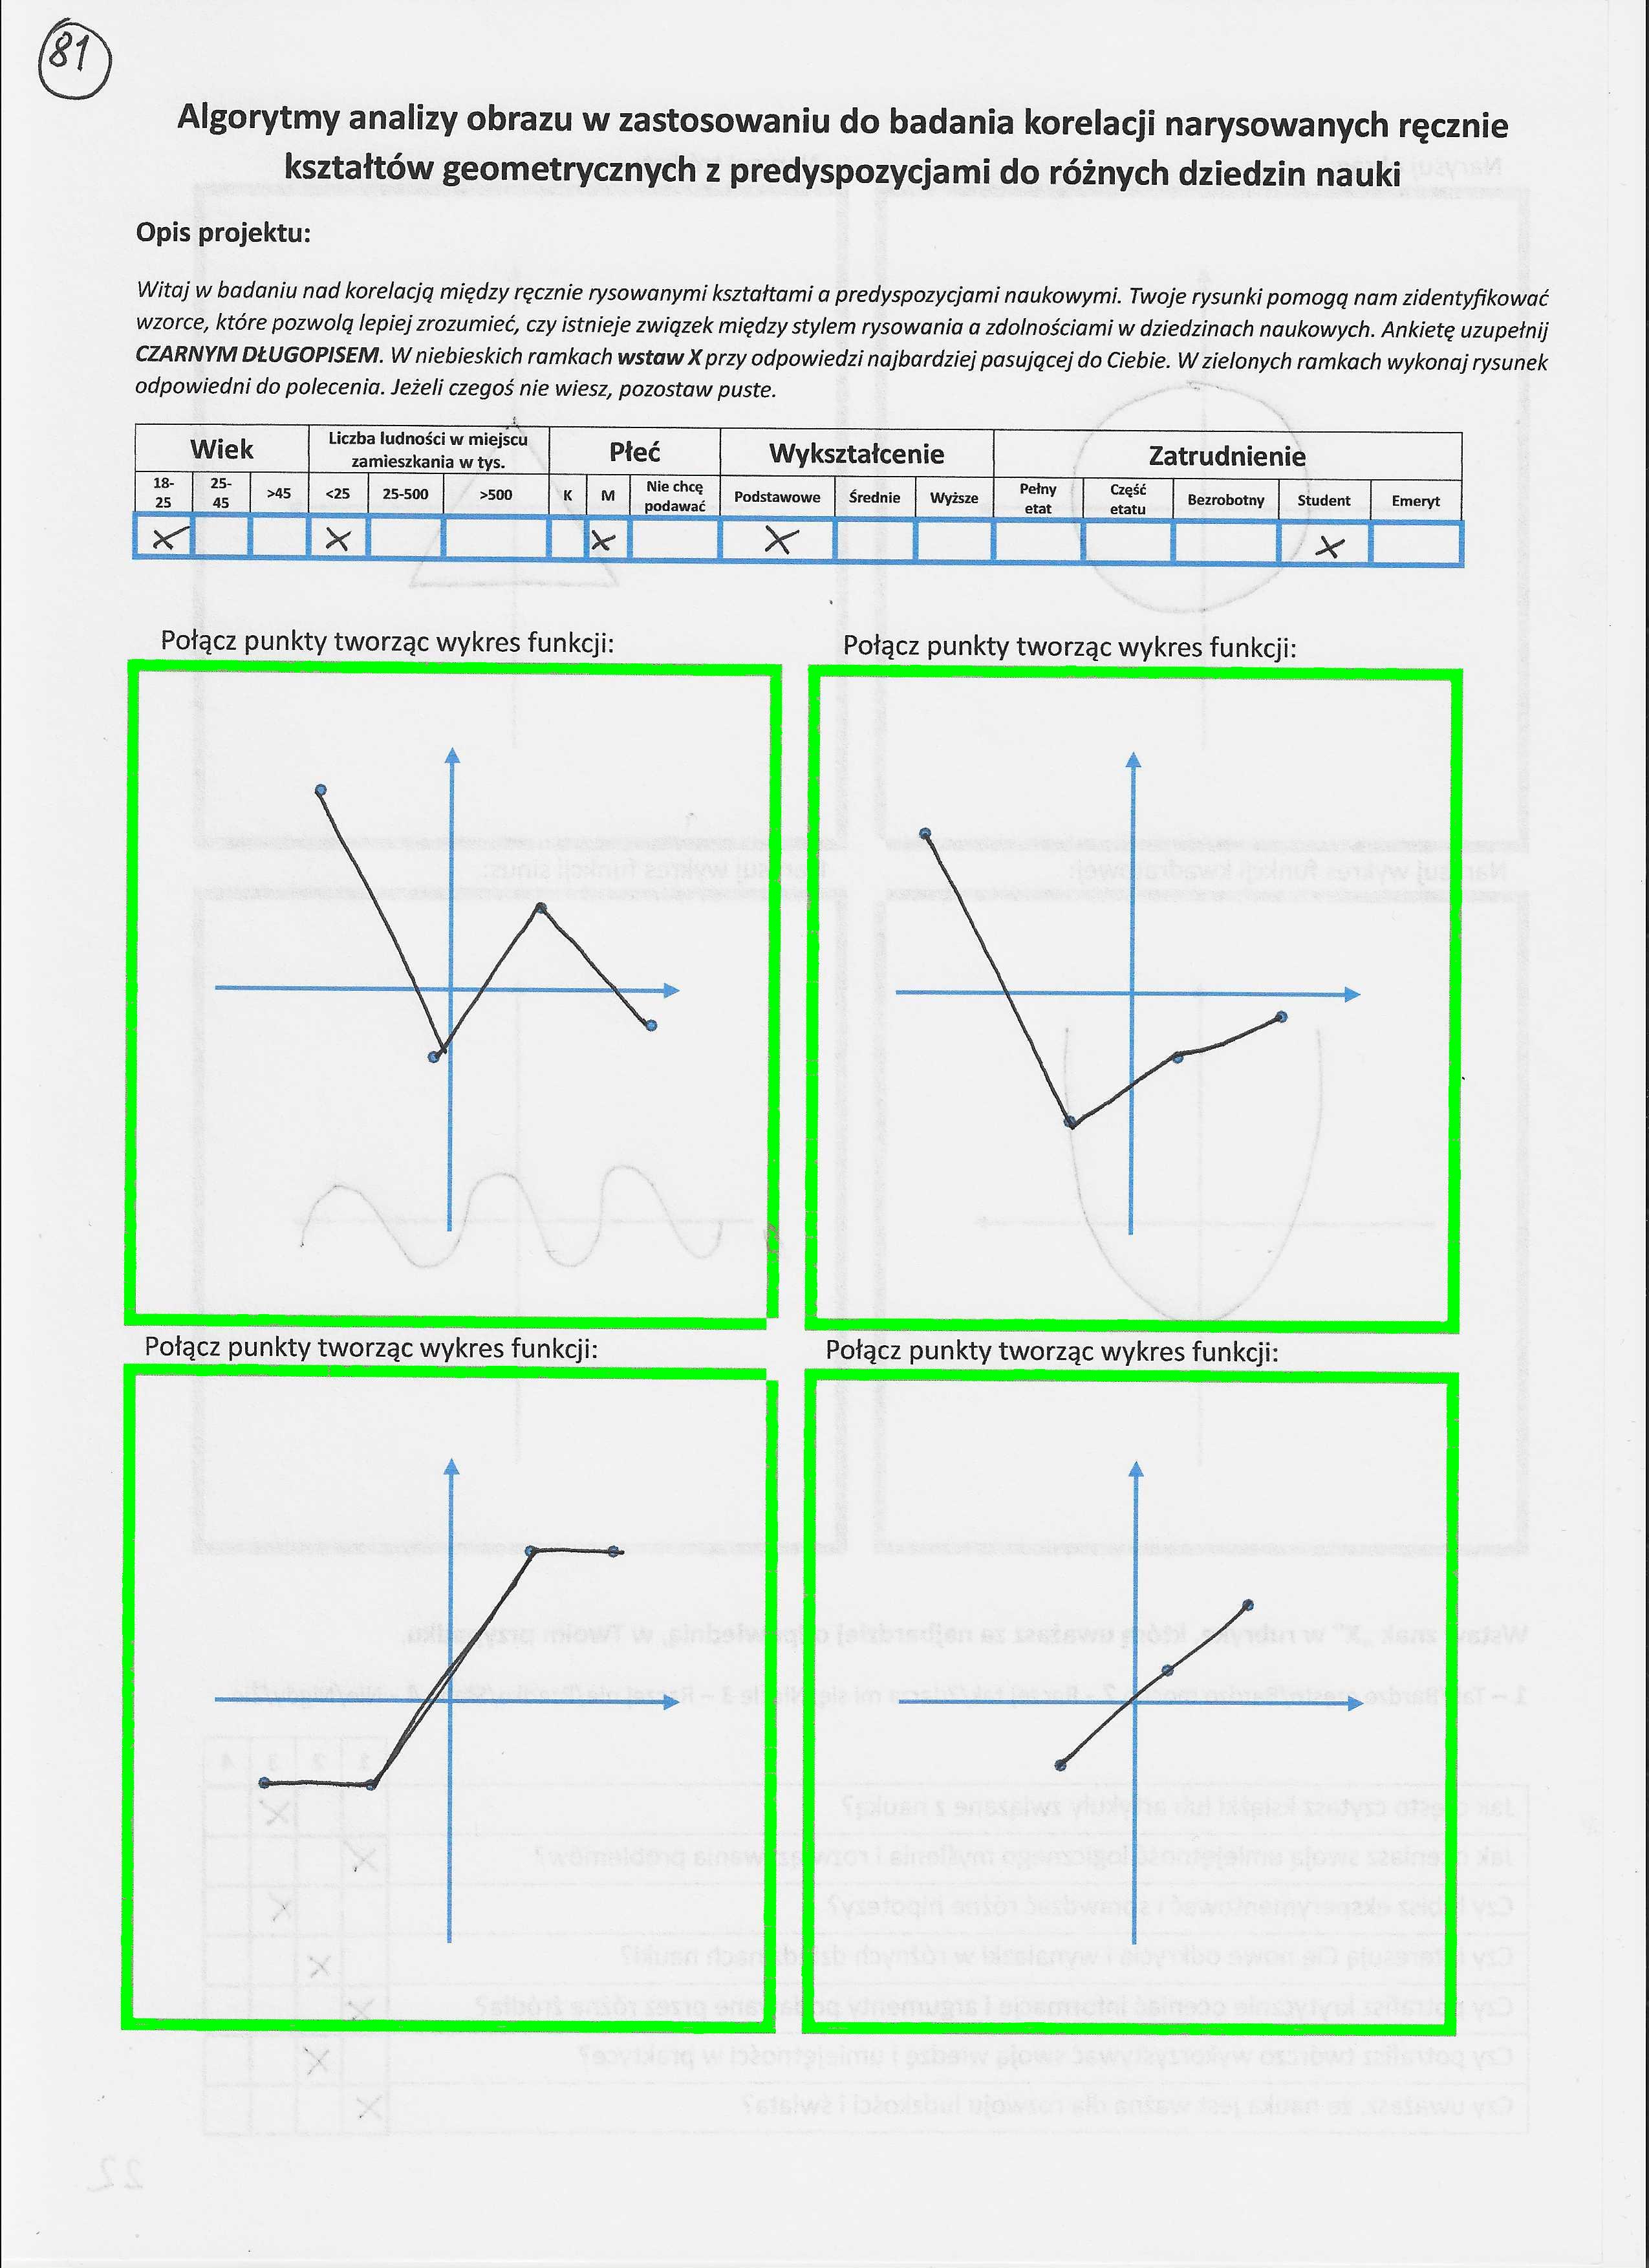 81
Algorytmy analizy obrazu w zastosowaniu do badania korelacji narysowanych ręcznie
kształtów geometrycznych z predyspozycjami do różnych dziedzin nauki
Opis projektu:
Witaj w badaniu nad korelacją między ręcznie rysowanymi kształtami a predyspozycjami naukowymi. Twoje rysunki pomogą nam zidentyfikować
wzorce, które pozwolą lepiej zrozumieć, czy istnieje związek między stylem rysowania a zdolnościami w dziedzinach naukowych. Ankietę uzupełnij
CZARNYM DŁUGOPISEM. W niebieskich ramkach wstaw X przy odpowiedzi najbardziej pasującej do Ciebie. W zielonych ramkach wykonaj rysunek
odpowiedni do polecenia. Jeżeli czegoś nie wiesz, pozostaw puste.
Wiek Liczba ludności w miejscu zamieszkania w tys. Płeć Wykształcenie Zatrudnienie
18-25 25-45 >45 <25 25-500 >500 K M Nie chcę podawać Podstawowe Średnie Wyższe Pełny etat Część etatu Bezrobotny Student Emeryt
X X X X X
Połącz punkty tworząc wykres funkcji: Połącz punkty tworząc wykres funkcji:
Połącz punkty tworząc wykres funkcji: Połącz punkty tworząc wykres funkcji: